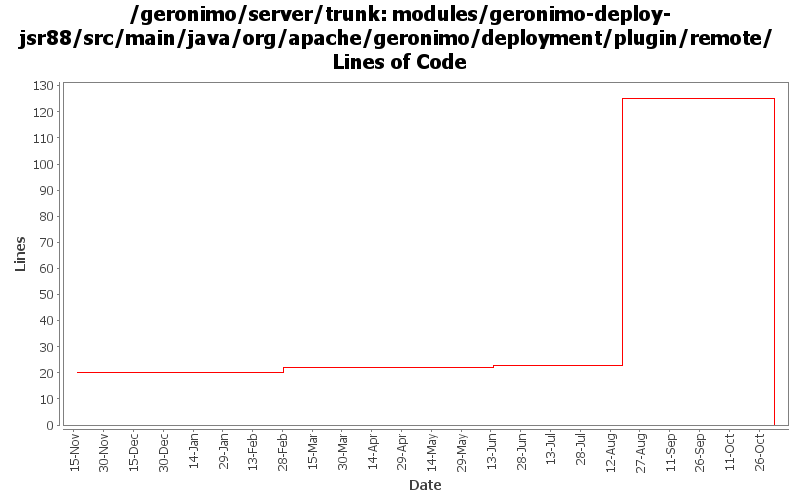 /geronimo/server/trunk: modules/geronimo-deploy-
jsr88/src/main/java/org/apache/geronimo/deployment/plugin/remote/
Lines of Code
130
120
110
100
90
80
70
60
50
40
30
20
10
0
Lines
15-Nov
30-Nov
15-Dec
30-Dec
14-Jan
29-Jan
13-Feb
28-Feb
15-Mar
30-Mar
14-Apr
29-Apr
14-May
29-May
13-Jun
28-Jun
13-Jul
28-Jul
12-Aug
27-Aug
11-Sep
26-Sep
11-Oct
26-Oct
Date